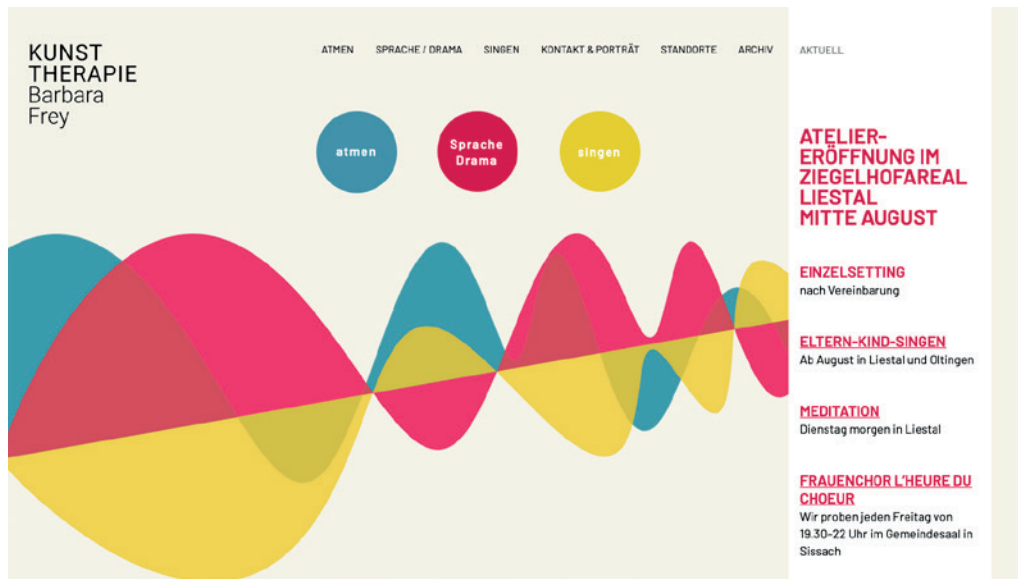 KUNST
THERAPIE
Barbara
Frey
ATMEN SPRACHE / DRAMA SINGEN KONTAKT & PORTRÄT STANDORTE ARCHIV AKTUELL
atmen
Sprache
Drama
singen
ATELIER-
ERÖFFNUNG IM
ZIEGELHOFAREAL
LIESTAL
MITTE AUGUST
EINZELSETTING
nach Vereinbarung
ELTERN-KIND-SINGEN
Ab August in Liestal und Oltingen
MEDITATION
Dienstag morgen in Liestal
FRAUENCHOR L'HEURE DU
CHOEUR
Wir proben jeden Freitag von
19.30–22 Uhr im Gemeindesaal in
Sissach